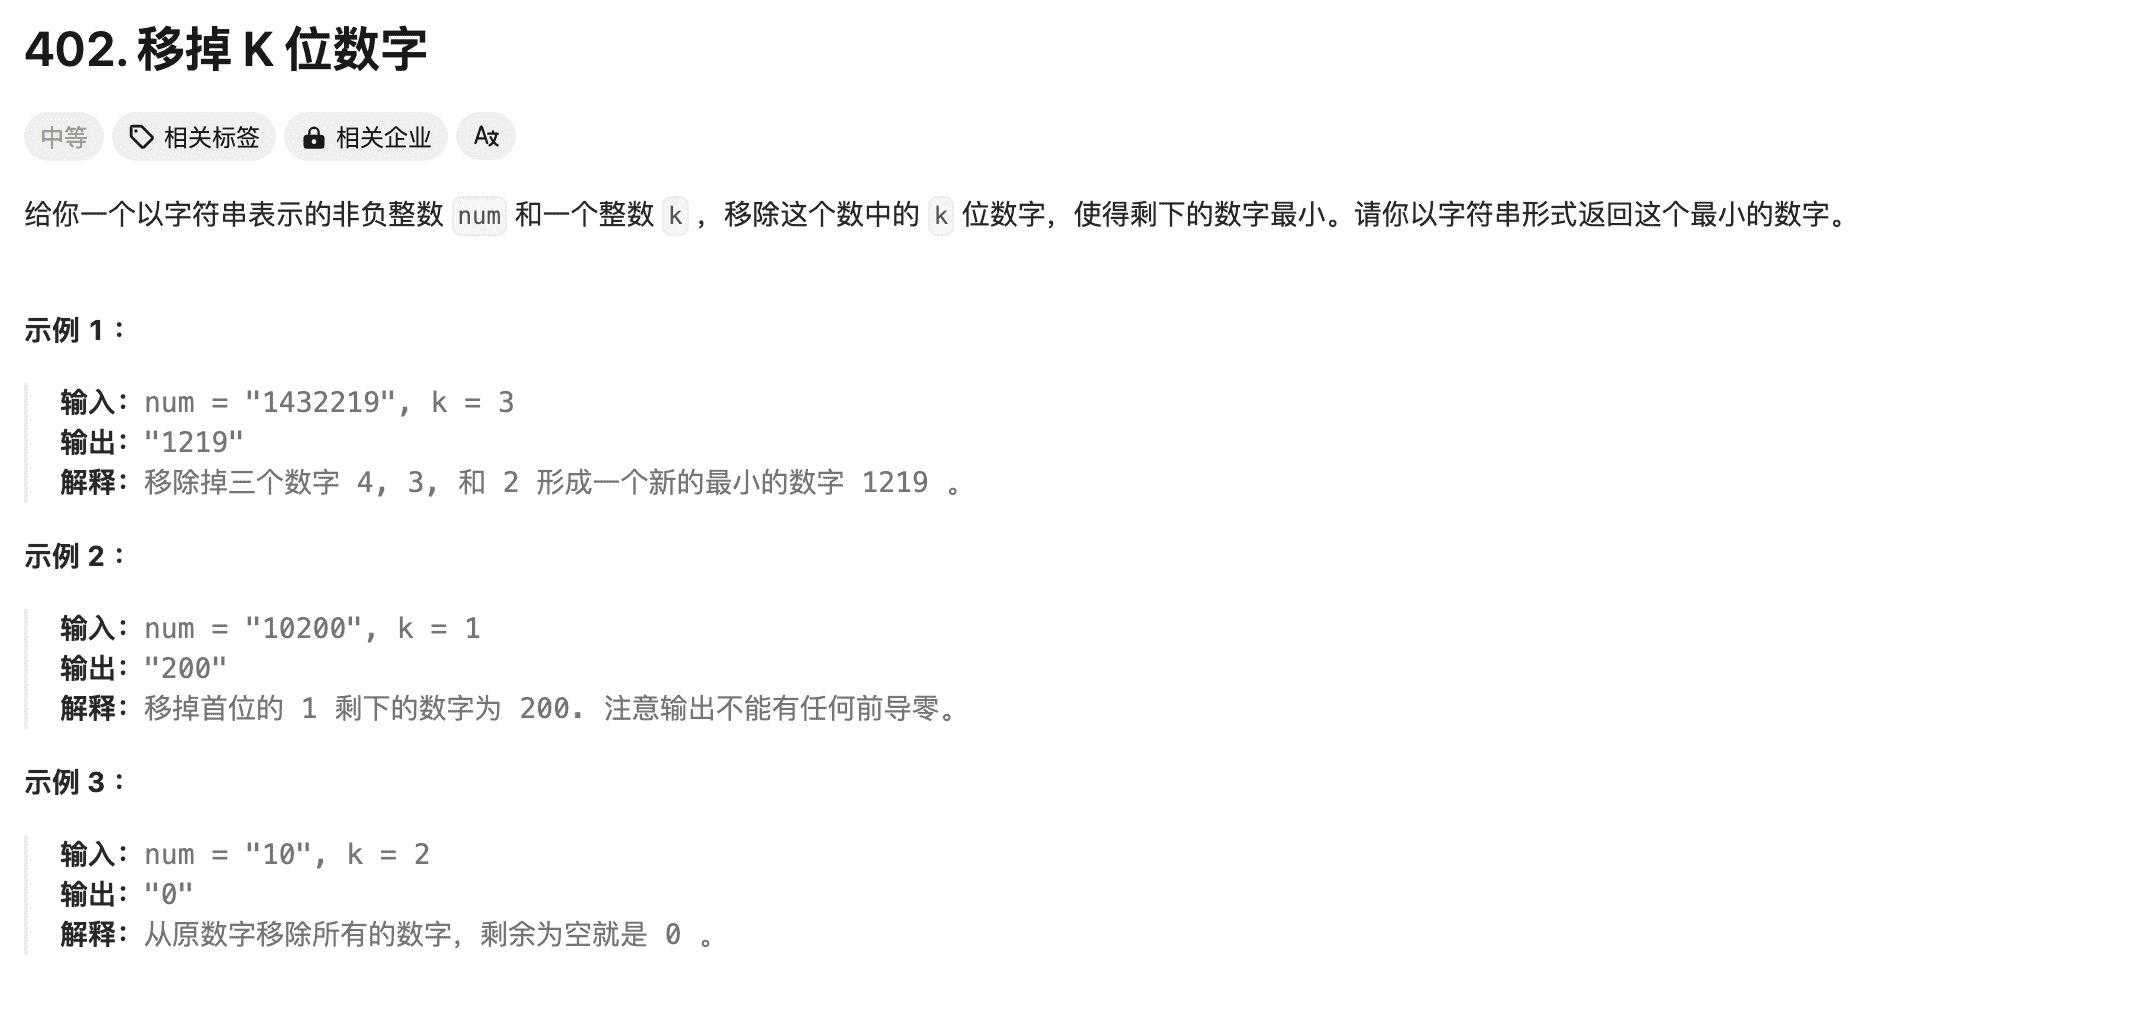 402. 移掉 K 位数字
中等 相关标签 相关企业 A文
给你一个以字符串表示的非负整数 num 和一个整数 k ，移除这个数中的 k 位数字，使得剩下的数字最小。请你以字符串形式返回这个最小的数字。
示例 1 ：
输入：num = "1432219", k = 3
输出："1219"
解释：移除掉三个数字 4, 3, 和 2 形成一个新的最小的数字 1219 。
示例 2 ：
输入：num = "10200", k = 1
输出："200"
解释：移掉首位的 1 剩下的数字为 200. 注意输出不能有任何前导零。
示例 3 ：
输入：num = "10", k = 2
输出："0"
解释：从原数字移除所有的数字，剩余为空就是 0 。